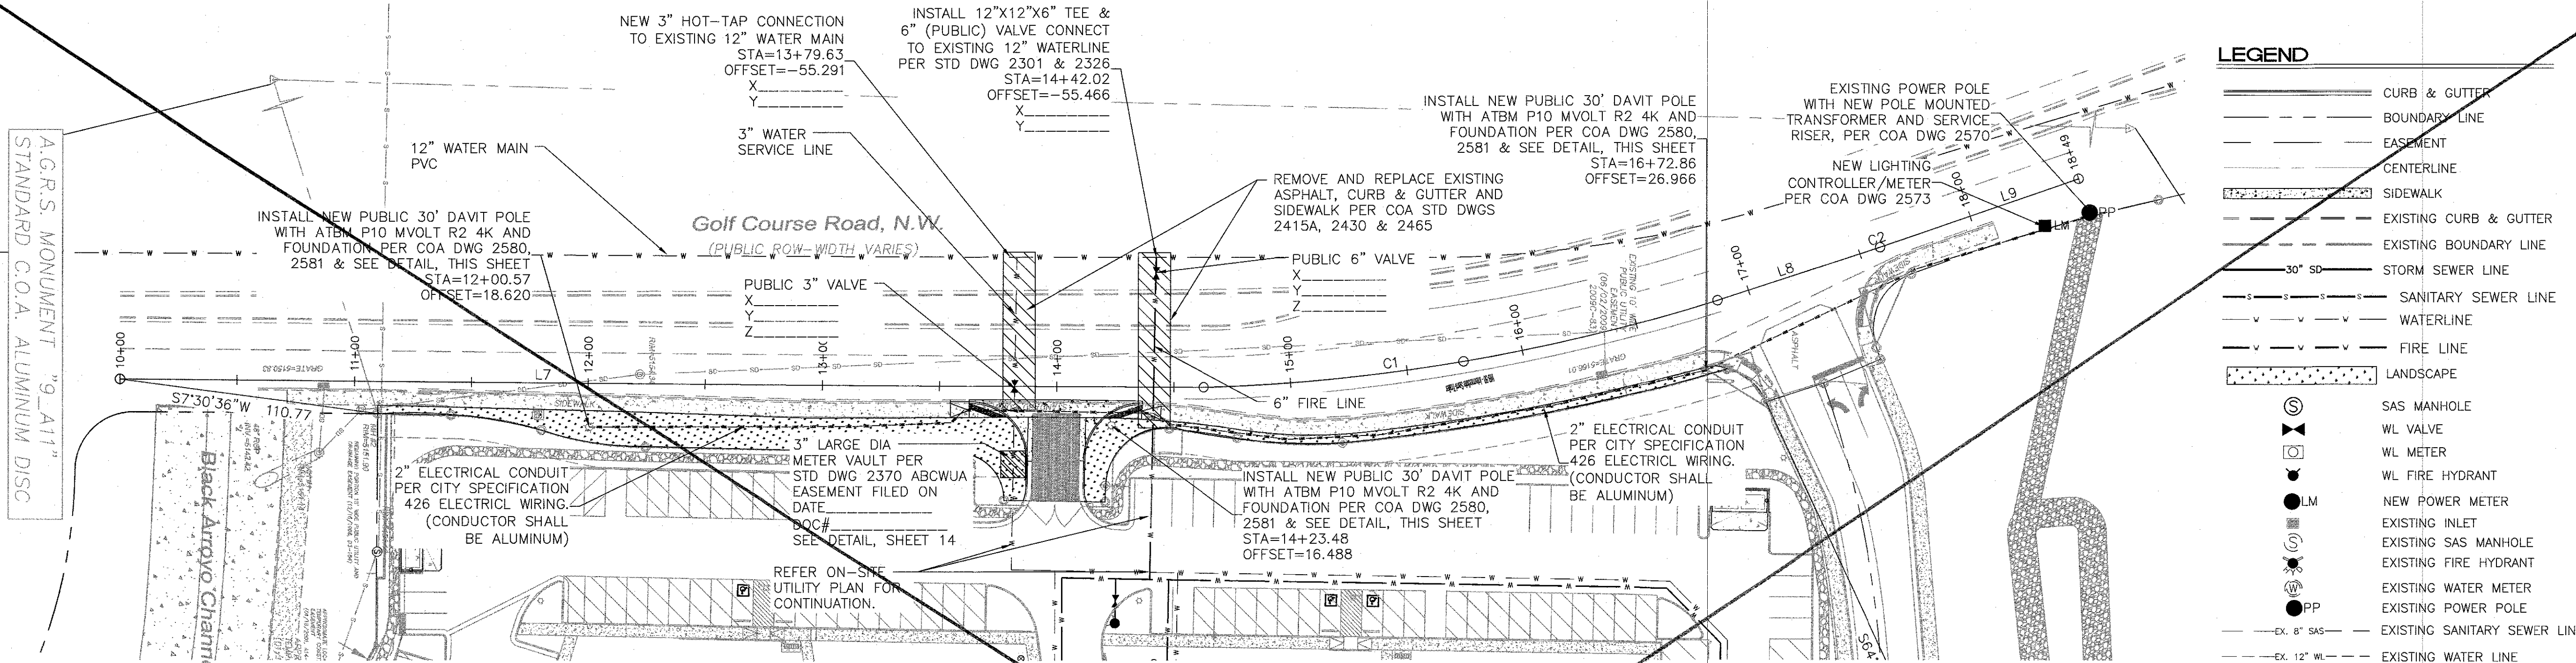 NEW 3" HOT-TAP CONNECTION
TO EXISTING 12" WATER MAIN
STA=13+79.63
OFFSET=-55.291
X
Y
INSTALL 12"X12"X6" TEE &
6" (PUBLIC) VALVE CONNECT
TO EXISTING 12" WATERLINE
PER STD DWG 2301 & 2326
STA=14+42.02
OFFSET=-55.466
X
Y
3" WATER
SERVICE LINE
12" WATER MAIN
PVC
INSTALL NEW PUBLIC 30' DAVIT POLE
WITH ATBM P10 MVOLT R2 4K AND
FOUNDATION PER COA DWG 2580,
2581 & SEE DETAIL, THIS SHEET
STA=16+72.86
OFFSET=26.966
EXISTING POWER POLE
WITH NEW POLE MOUNTED
TRANSFORMER AND SERVICE
RISER, PER COA DWG 2570
NEW LIGHTING
CONTROLLER/METER
PER COA DWG 2573
REMOVE AND REPLACE EXISTING
ASPHALT, CURB & GUTTER AND
SIDEWALK PER COA STD DWGS
2415A, 2430 & 2465
INSTALL NEW PUBLIC 30' DAVIT POLE
WITH ATBM P10 MVOLT R2 4K AND
FOUNDATION PER COA DWG 2580,
2581 & SEE DETAIL, THIS SHEET
STA=12+00.57
OFFSET=18.620
Golf Course Road, N.W.
(PUBLIC ROW-WIDTH VARIES)
PUBLIC 3" VALVE
X
Y
Z
PUBLIC 6" VALVE
X
Y
Z
A.G.R.S. MONUMENT "9_A11"
STANDARD C.O.A. ALUMINUM DISC
10+00
11+00
12+00
13+00
14+00
15+00
16+00
17+00
18+00
18+49
L7
C1
L8
C2
L9
LM
PP
GRATE=5150.83
GRATE=5166.01
S7°30'36"W 110.77
SIDEWALK
SIDEWALK
SIDEWALK
ASPHALT
EXISTING 10' WIDE
PUBLIC UTILITY
EASEMENT
6" FIRE LINE
3" LARGE DIA
METER VAULT PER
STD DWG 2370 ABCWUA
EASEMENT FILED ON
DATE
DOC#
SEE DETAIL, SHEET 14
2" ELECTRICAL CONDUIT
PER CITY SPECIFICATION
426 ELECTRICL WIRING.
(CONDUCTOR SHALL
BE ALUMINUM)
2" ELECTRICAL CONDUIT
PER CITY SPECIFICATION
426 ELECTRICL WIRING.
(CONDUCTOR SHALL
BE ALUMINUM)
INSTALL NEW PUBLIC 30' DAVIT POLE
WITH ATBM P10 MVOLT R2 4K AND
FOUNDATION PER COA DWG 2580,
2581 & SEE DETAIL, THIS SHEET
STA=14+23.48
OFFSET=16.488
REFER ON-SITE
UTILITY PLAN FOR
CONTINUATION.
Black Arroyo Channe
S64°
LEGEND
CURB & GUTTER
BOUNDARY LINE
EASEMENT
CENTERLINE
SIDEWALK
EXISTING CURB & GUTTER
EXISTING BOUNDARY LINE
30" SD STORM SEWER LINE
SANITARY SEWER LINE
WATERLINE
FIRE LINE
LANDSCAPE
SAS MANHOLE
WL VALVE
WL METER
WL FIRE HYDRANT
LM NEW POWER METER
EXISTING INLET
EXISTING SAS MANHOLE
EXISTING FIRE HYDRANT
EXISTING WATER METER
PP EXISTING POWER POLE
EX. 8" SAS EXISTING SANITARY SEWER LIN
EX. 12" WL EXISTING WATER LINE